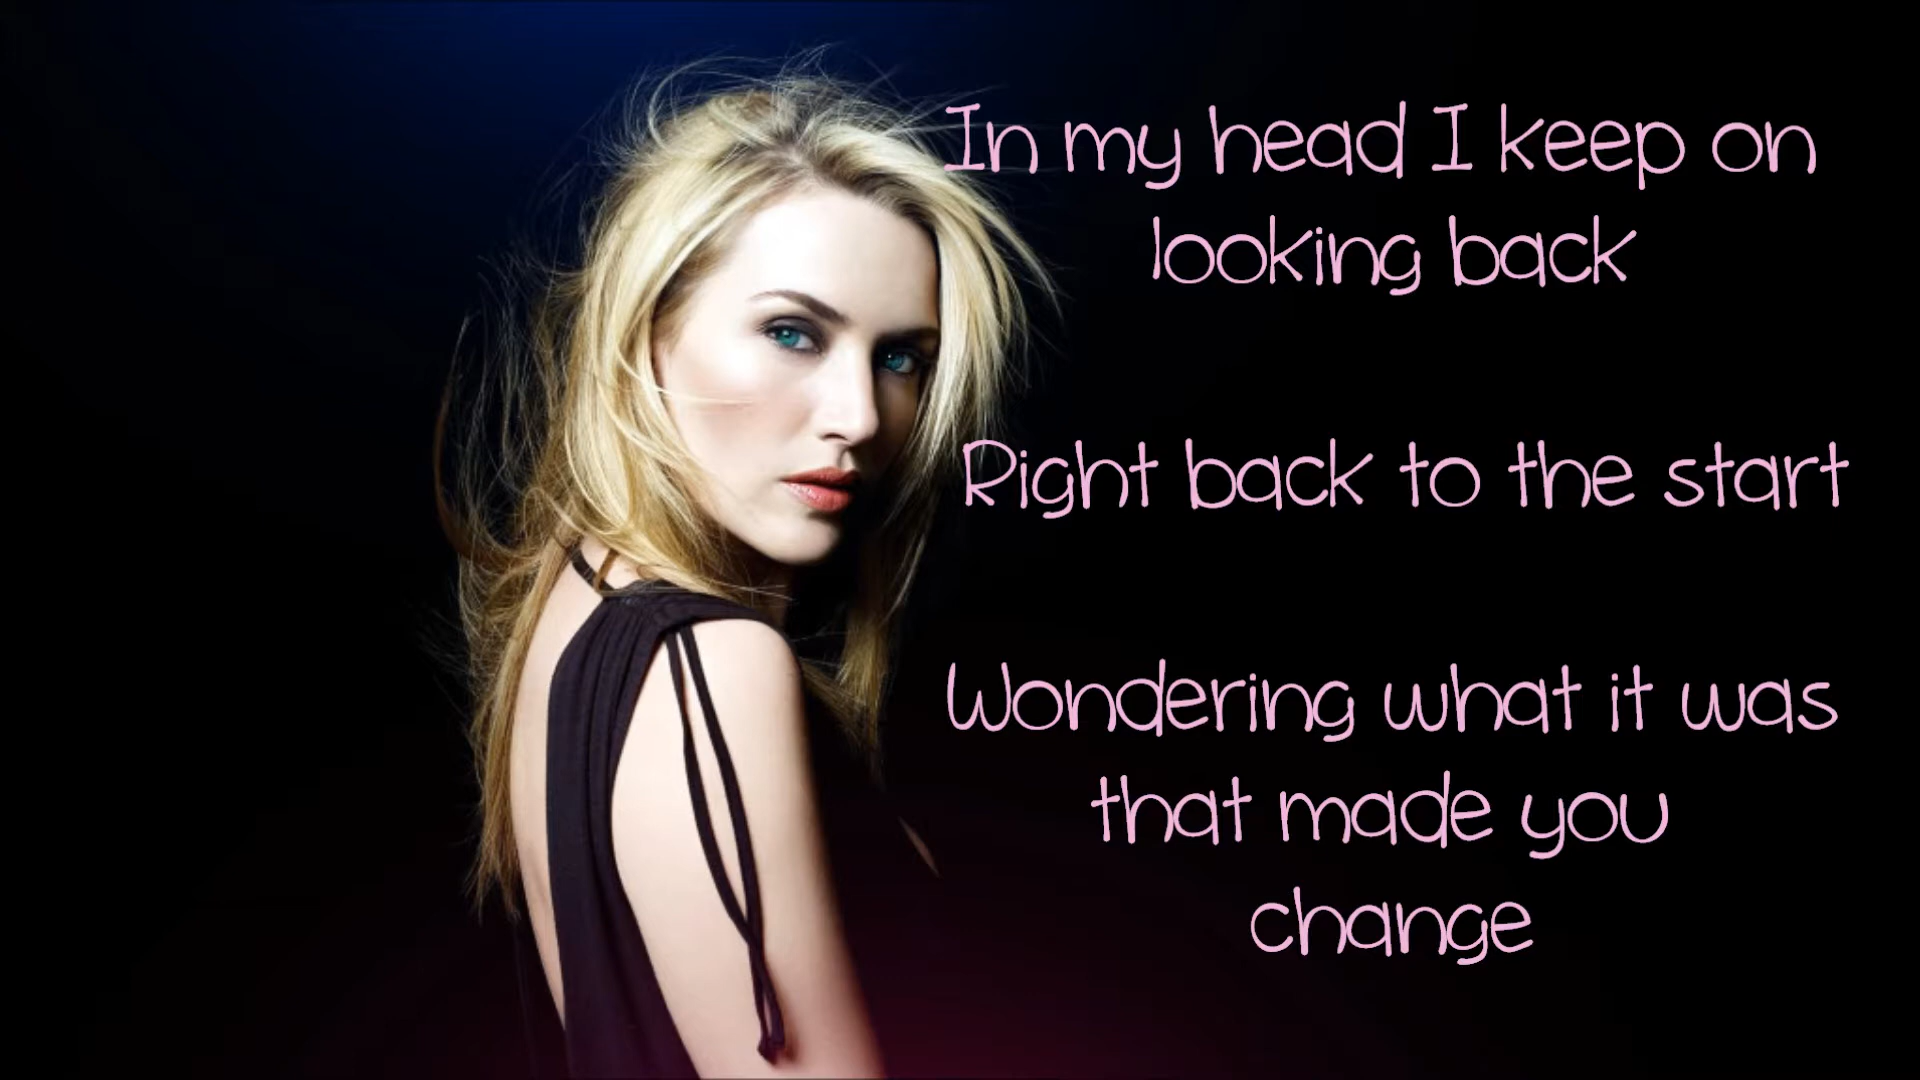 In my head I keep on
looking back
Right back to the start
Wondering what it was
that made you
change